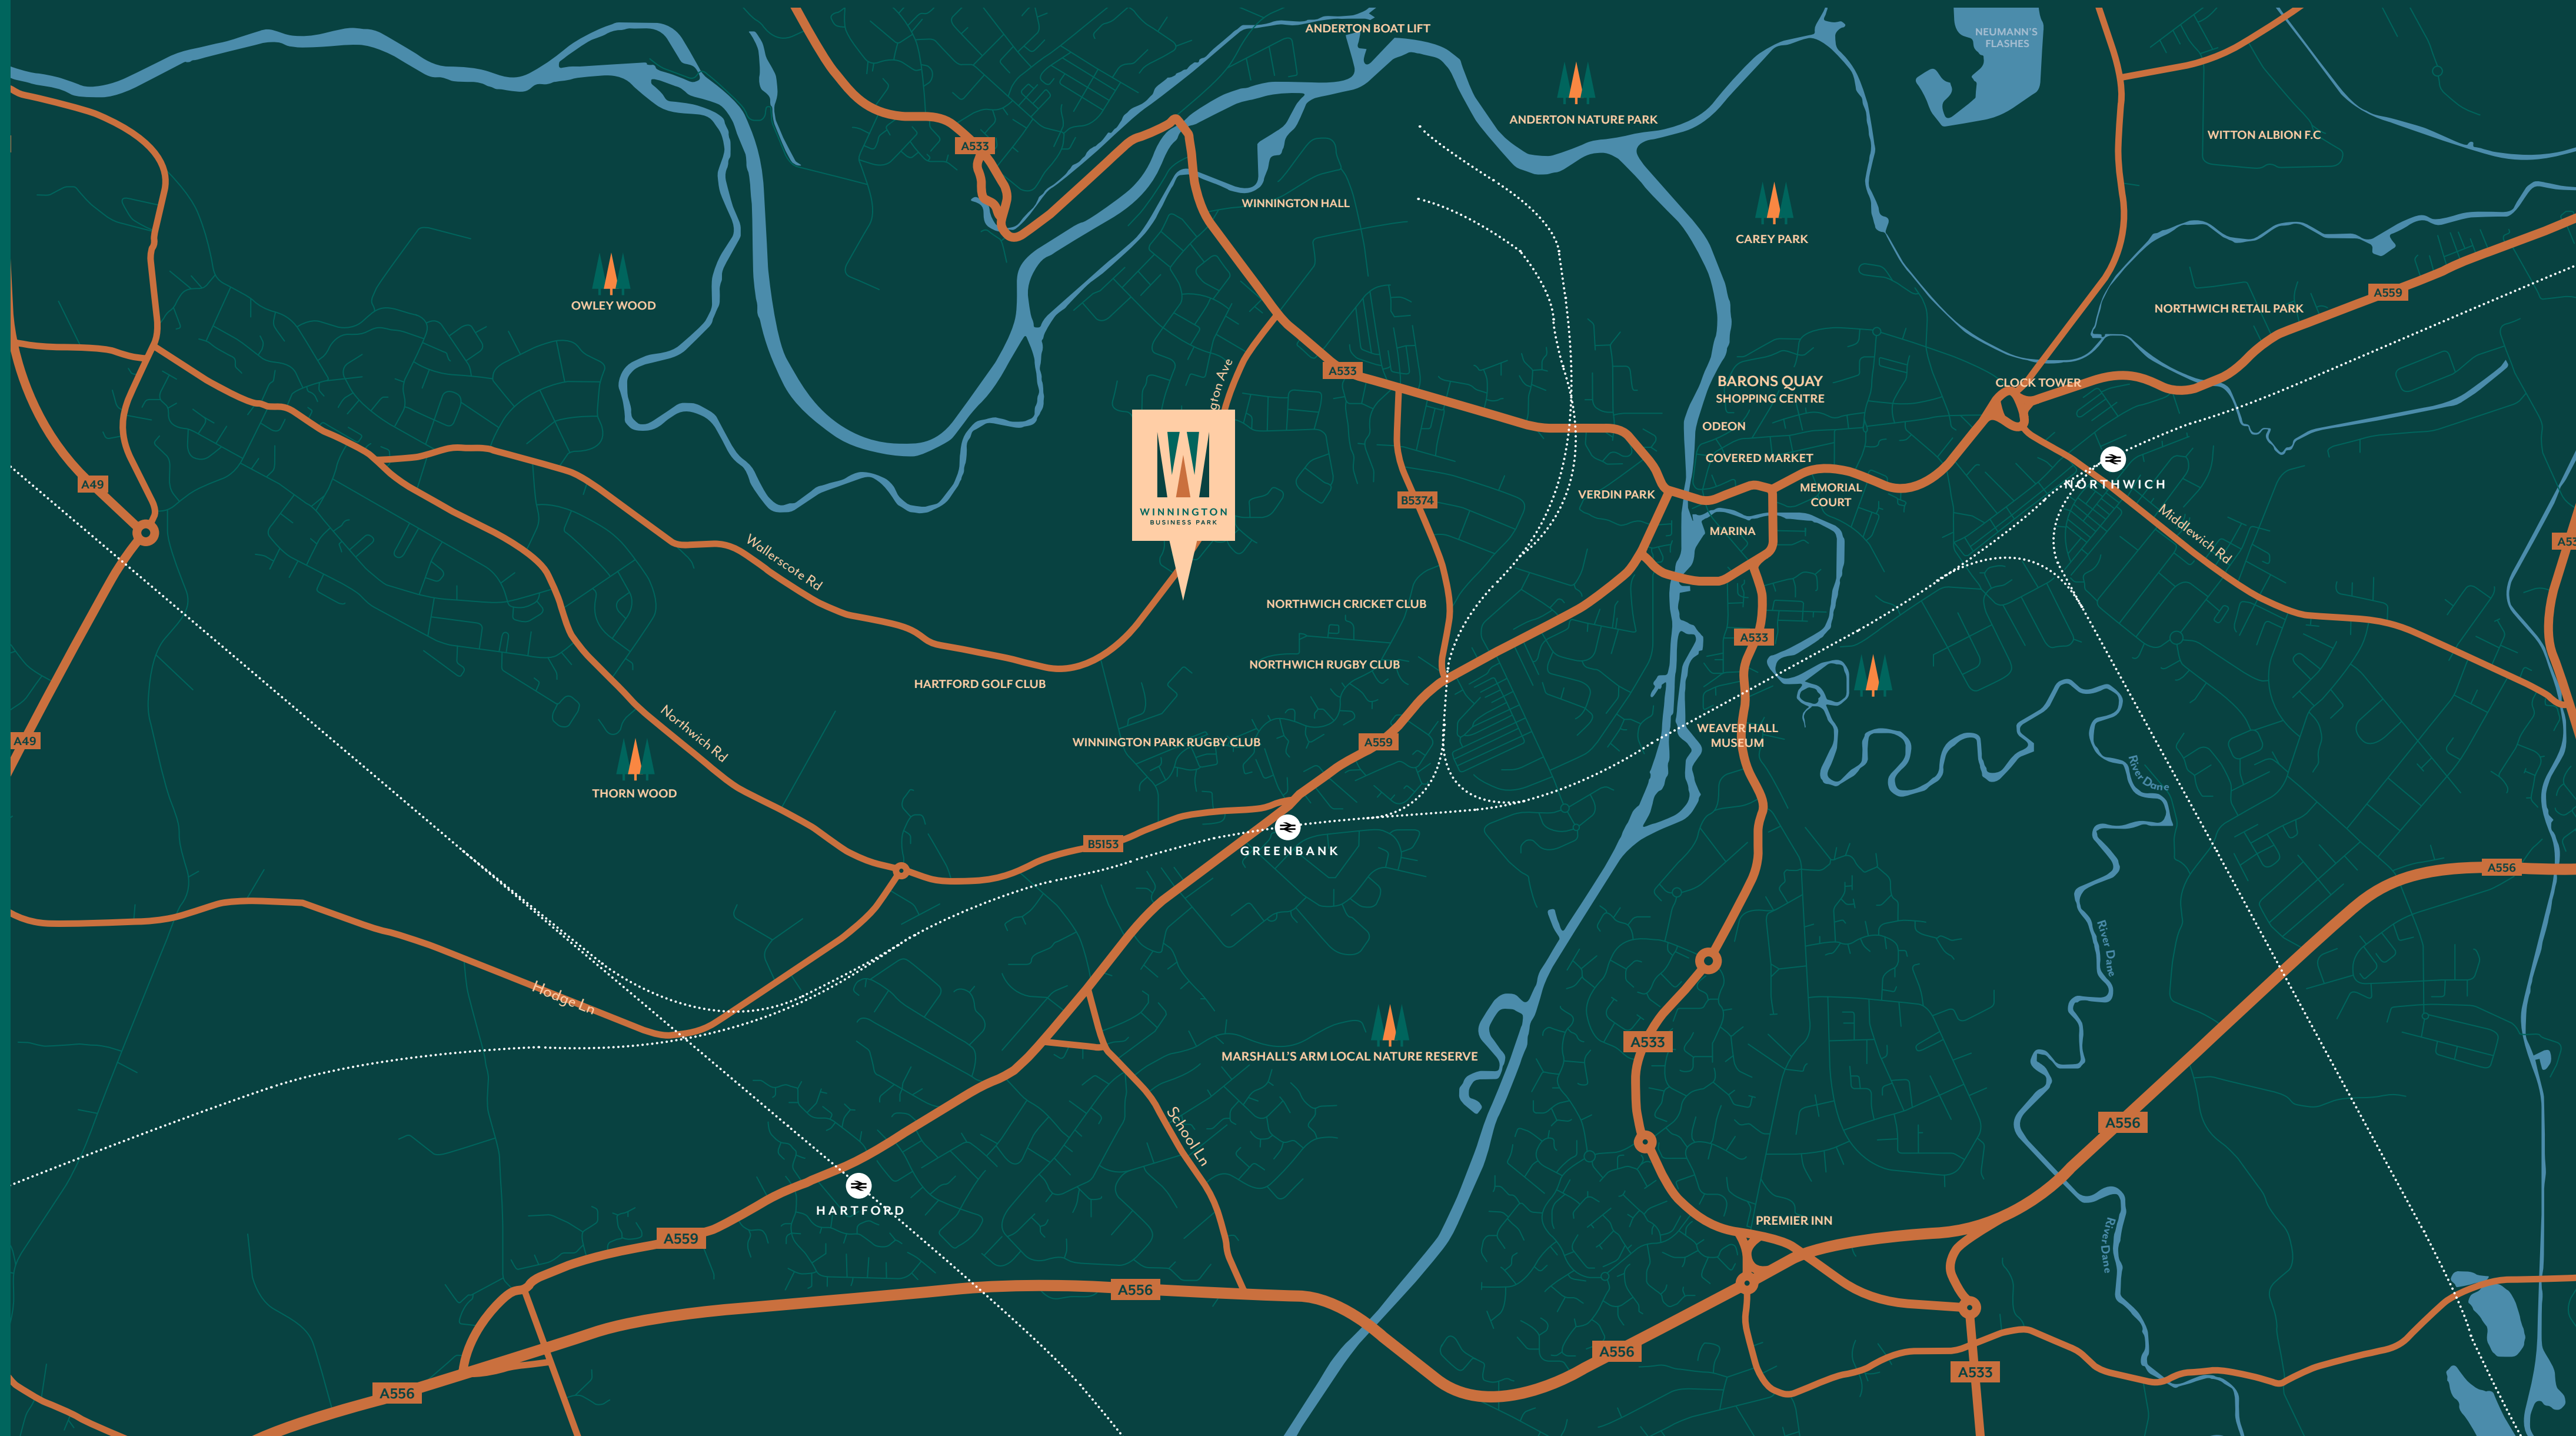 ANDERTON BOAT LIFT
NEUMANN'S
FLASHES
ANDERTON NATURE PARK
WITTON ALBION F.C
A533
WINNINGTON HALL
CAREY PARK
OWLEY WOOD
A559
NORTHWICH RETAIL PARK
A533
gton Ave
BARONS QUAY
SHOPPING CENTRE
CLOCK TOWER
ODEON
COVERED MARKET
NORTHWICH
A49
VERDIN PARK
MEMORIAL
COURT
B5374
W
WINNINGTON
BUSINESS PARK
MARINA
Middlewich Rd
A53
Wallerscote Rd
NORTHWICH CRICKET CLUB
A533
NORTHWICH RUGBY CLUB
HARTFORD GOLF CLUB
Northwich Rd
WEAVER HALL
MUSEUM
A49
WINNINGTON PARK RUGBY CLUB
A559
River Dane
THORN WOOD
B5153
GREENBANK
A556
River Dane
Hodge Ln
A533
MARSHALL'S ARM LOCAL NATURE RESERVE
A556
School Ln
HARTFORD
PREMIER INN
A559
River Dane
A556
A556
A533
A556